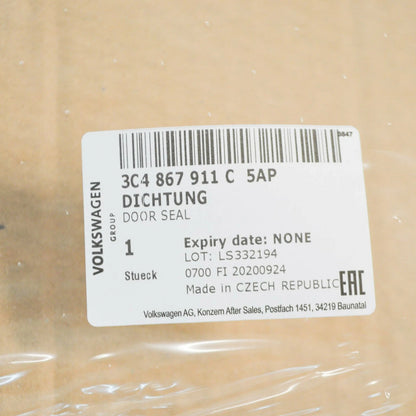 3847
3C4 867 911 C 5AP
DICHTUNG
DOOR SEAL
VOLKSWAGEN
GROUP
1
Stueck
Expiry date: NONE
LOT: LS332194
0700 FI 20200924
Made in CZECH REPUBLIC
EAC
Volkswagen AG, Konzern After Sales, Postfach 1451, 34219 Baunatal